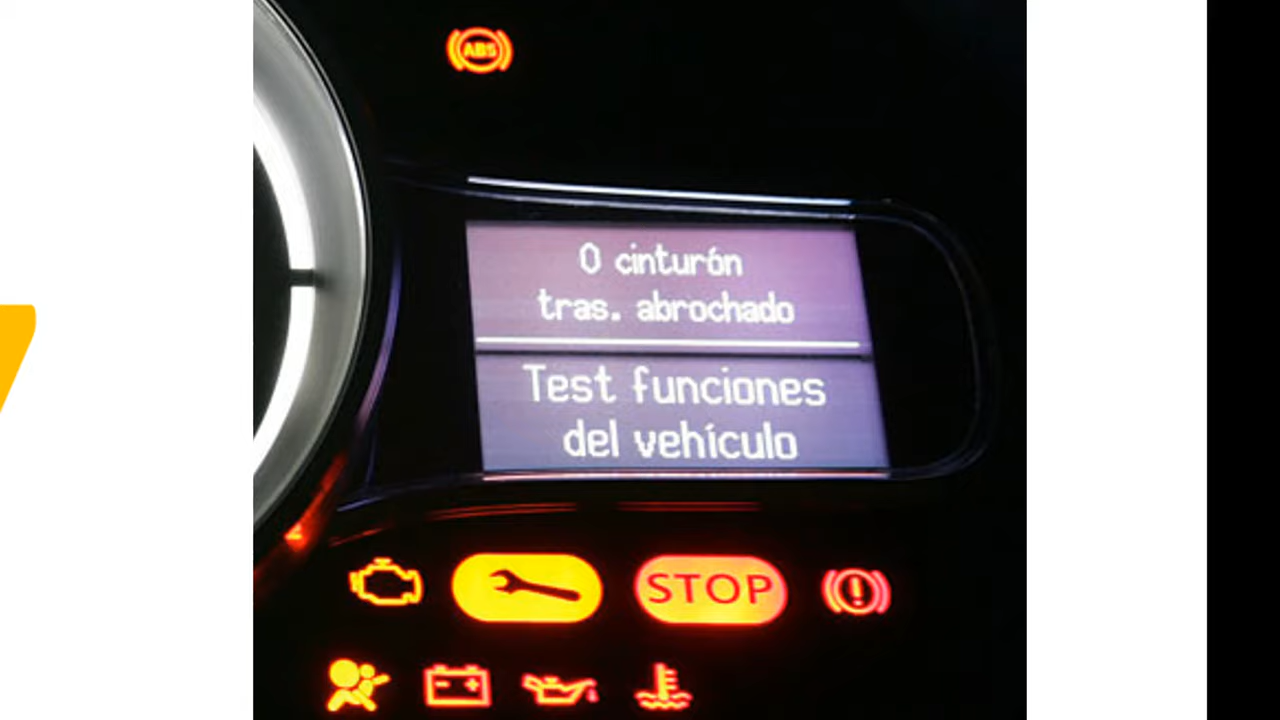 ABS
0 cinturón
tras. abrochado
Test funciones
del vehículo
STOP